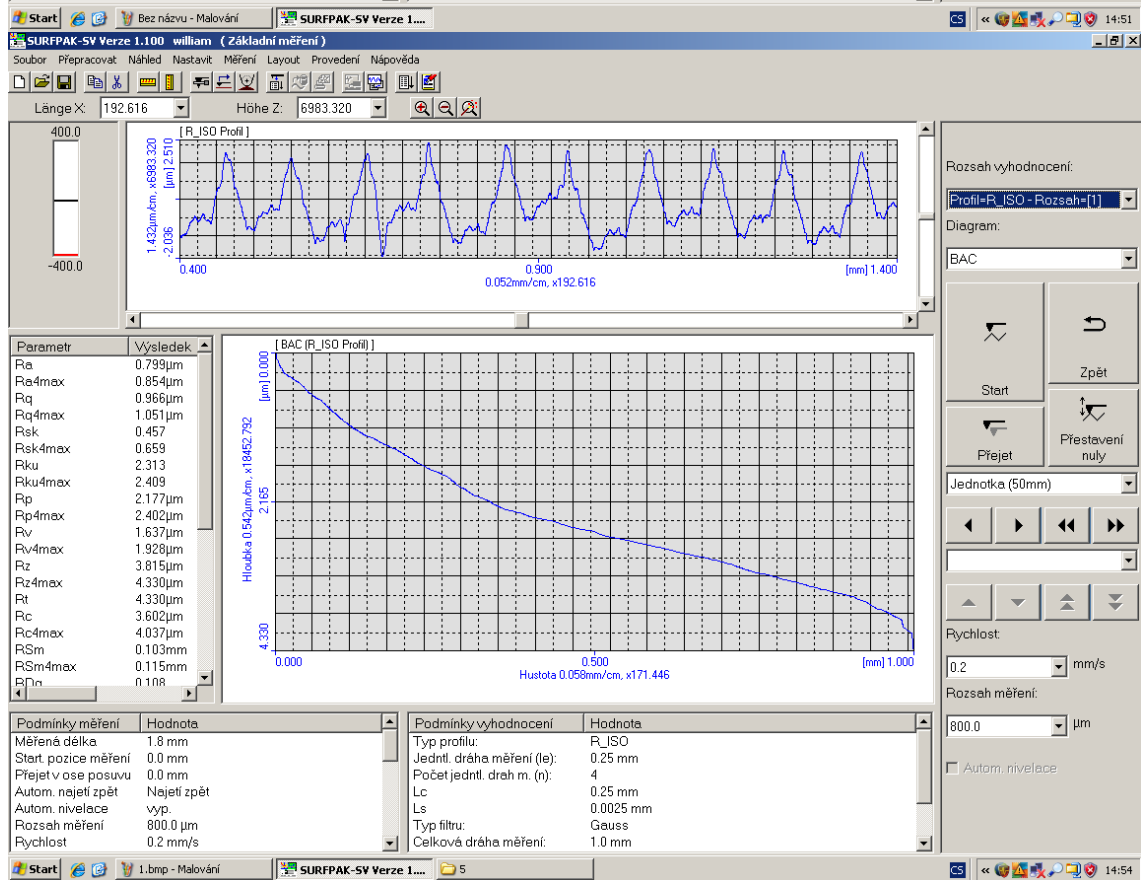 Start Bez názvu - Malování SURFPAK-SV Verze 1.... CS « 14:51
SURFPAK-SV Verze 1.100 william ( Základní měření )
Soubor Přepracovat Náhled Nastavit Měření Layout Provedení Nápověda
Länge X: 192.616 Höhe Z: 6983.320
400.0
-400.0
[ R_ISO Profil ]
1.432µm/cm, x6983.320
-2.036 [µm] 2.510
0.400 0.900 [mm] 1.400
0.052mm/cm, x192.616
Parametr Výsledek
Ra 0.799µm
Ra4max 0.854µm
Rq 0.966µm
Rq4max 1.051µm
Rsk 0.457
Rsk4max 0.659
Rku 2.313
Rku4max 2.409
Rp 2.177µm
Rp4max 2.402µm
Rv 1.637µm
Rv4max 1.928µm
Rz 3.815µm
Rz4max 4.330µm
Rt 4.330µm
Rc 3.602µm
Rc4max 4.037µm
RSm 0.103mm
RSm4max 0.115mm
RDq 0.108
[ BAC (R_ISO Profil) ]
Hloubka 0.542µm/cm, x18452.792
4.330 2.165 [µm] 0.000
0.000 0.500 [mm] 1.000
Hustota 0.058mm/cm, x171.446
Podmínky měření Hodnota
Měřená délka 1.8 mm
Start. pozice měření 0.0 mm
Přejet v ose posuvu 0.0 mm
Autom. najetí zpět Najetí zpět
Autom. nivelace vyp.
Rozsah měření 800.0 µm
Rychlost 0.2 mm/s
Podmínky vyhodnocení Hodnota
Typ profilu: R_ISO
Jedntl. dráha měření (le): 0.25 mm
Počet jedntl. drah m. (n): 4
Lc 0.25 mm
Ls 0.0025 mm
Typ filtru: Gauss
Celková dráha měření: 1.0 mm
Rozsah vyhodnocení:
Profil=R_ISO - Rozsah=[1]
Diagram:
BAC
Start
Zpět
Přejet
Přestavení
nuly
Jednotka (50mm)
Rychlost:
0.2 mm/s
Rozsah měření:
800.0 µm
Autom. nivelace
Start 1.bmp - Malování SURFPAK-SV Verze 1.... 5 CS « 14:54